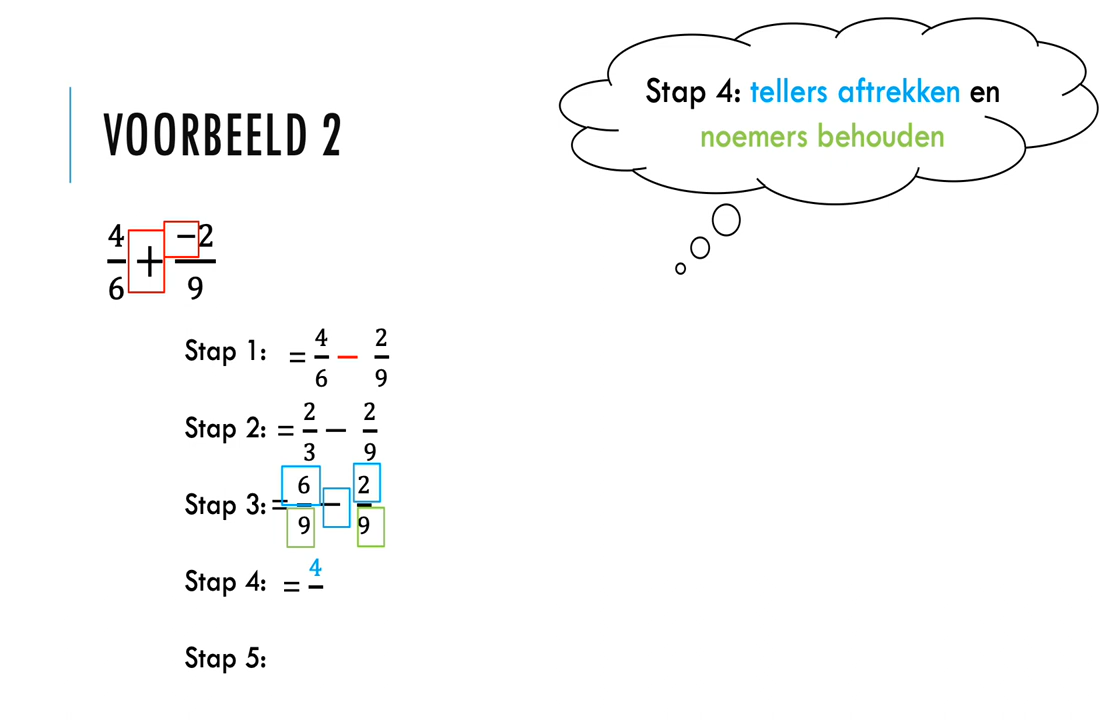 Stap 4: tellers aftrekken en
noemers behouden
VOORBEELD 2
4/6 + −2/9
Stap 1: = 4/6 − 2/9
Stap 2: = 2/3 − 2/9
Stap 3: = 6/9 − 2/9
Stap 4: = 4/
Stap 5: